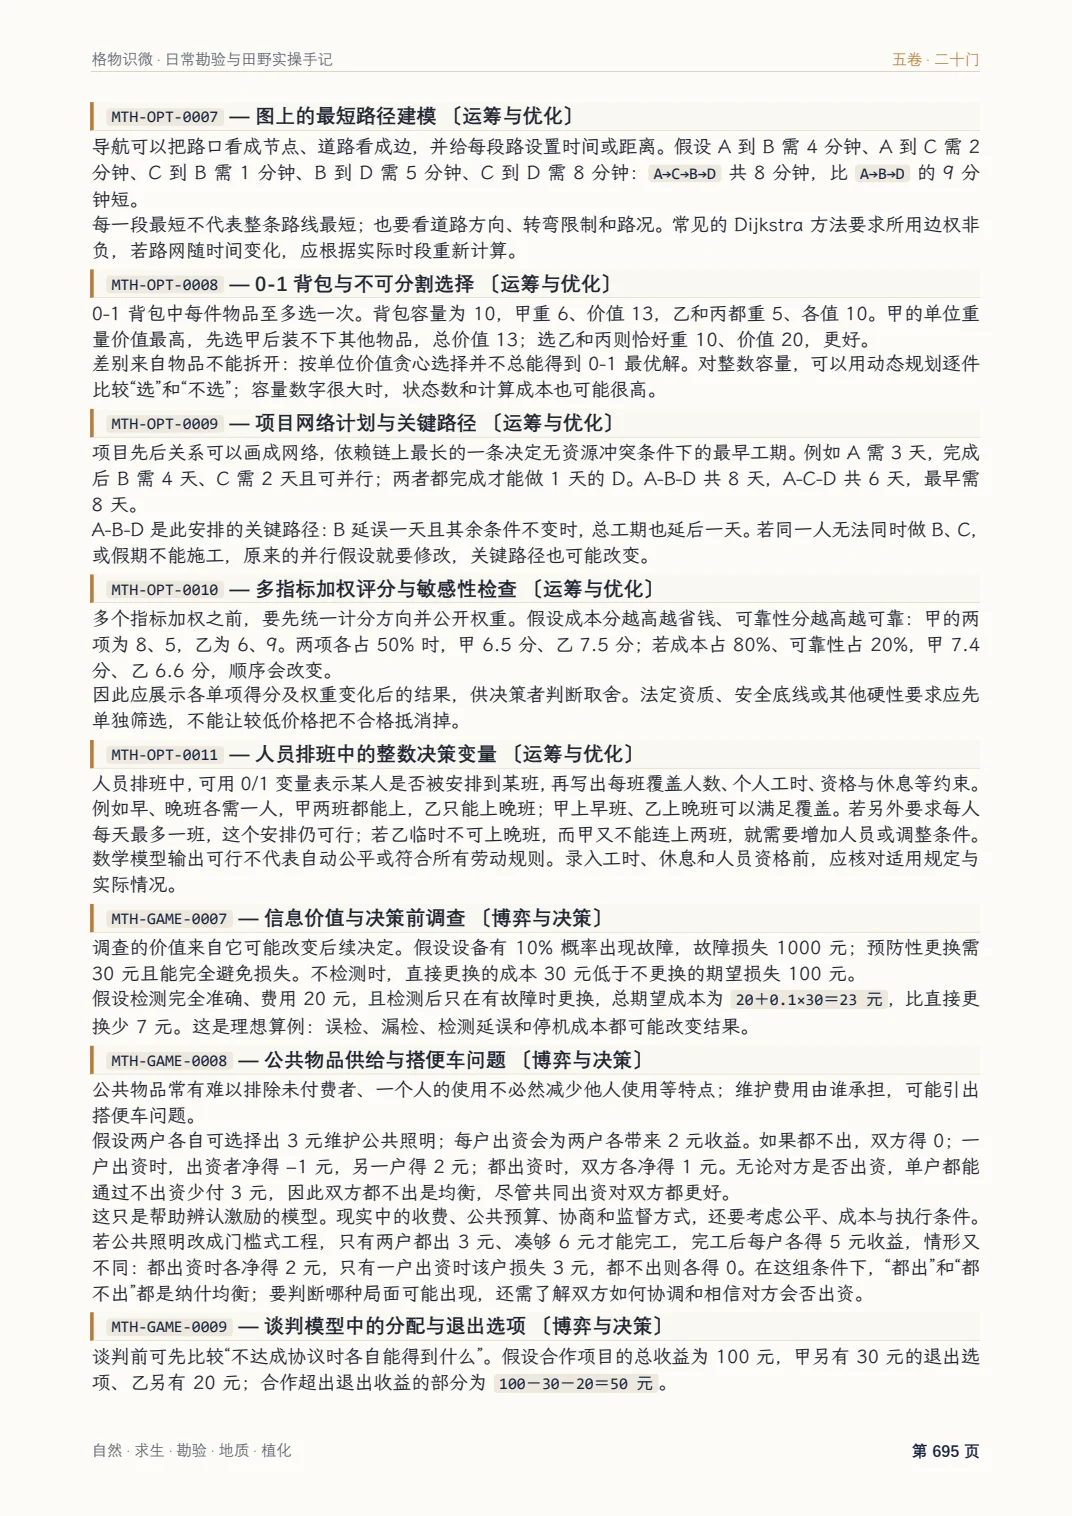 格物识微 · 日常勘验与田野实操手记
五卷 · 二十门
MTH-OPT-0007 — 图上的最短路径建模 〔运筹与优化〕
导航可以把路口看成节点、道路看成边，并给每段路设置时间或距离。假设 A 到 B 需 4 分钟、A 到 C 需 2
分钟、C 到 B 需 1 分钟、B 到 D 需 5 分钟、C 到 D 需 8 分钟：A→C→B→D 共 8 分钟，比 A→B→D 的 9 分
钟短。
每一段最短不代表整条路线最短；也要看道路方向、转弯限制和路况。常见的 Dijkstra 方法要求所用边权非
负，若路网随时间变化，应根据实际时段重新计算。
MTH-OPT-0008 — 0-1 背包与不可分割选择 〔运筹与优化〕
0-1 背包中每件物品至多选一次。背包容量为 10，甲重 6、价值 13，乙和丙都重 5、各值 10。甲的单位重
量价值最高，先选甲后装不下其他物品，总价值 13；选乙和丙则恰好重 10、价值 20，更好。
差别来自物品不能拆开：按单位价值贪心选择并不总能得到 0-1 最优解。对整数容量，可以用动态规划逐件
比较“选”和“不选”；容量数字很大时，状态数和计算成本也可能很高。
MTH-OPT-0009 — 项目网络计划与关键路径 〔运筹与优化〕
项目先后关系可以画成网络，依赖链上最长的一条决定无资源冲突条件下的最早工期。例如 A 需 3 天，完成
后 B 需 4 天、C 需 2 天且可并行；两者都完成才能做 1 天的 D。A-B-D 共 8 天，A-C-D 共 6 天，最早需
8 天。
A-B-D 是此安排的关键路径：B 延误一天且其余条件不变时，总工期也延后一天。若同一人无法同时做 B、C，
或假期不能施工，原来的并行假设就要修改，关键路径也可能改变。
MTH-OPT-0010 — 多指标加权评分与敏感性检查 〔运筹与优化〕
多个指标加权之前，要先统一计分方向并公开权重。假设成本分越高越省钱、可靠性分越高越可靠：甲的两
项为 8、5，乙为 6、9。两项各占 50% 时，甲 6.5 分、乙 7.5 分；若成本占 80%、可靠性占 20%，甲 7.4
分、乙 6.6 分，顺序会改变。
因此应展示各单项得分及权重变化后的结果，供决策者判断取舍。法定资质、安全底线或其他硬性要求应先
单独筛选，不能让较低价格把不合格抵消掉。
MTH-OPT-0011 — 人员排班中的整数决策变量 〔运筹与优化〕
人员排班中，可用 0/1 变量表示某人是否被安排到某班，再写出每班覆盖人数、个人工时、资格与休息等约束。
例如早、晚班各需一人，甲两班都能上，乙只能上晚班；甲上早班、乙上晚班可以满足覆盖。若另外要求每人
每天最多一班，这个安排仍可行；若乙临时不可上晚班，而甲又不能连上两班，就需要增加人员或调整条件。
数学模型输出可行不代表自动公平或符合所有劳动规则。录入工时、休息和人员资格前，应核对适用规定与
实际情况。
MTH-GAME-0007 — 信息价值与决策前调查 〔博弈与决策〕
调查的价值来自它可能改变后续决定。假设设备有 10% 概率出现故障，故障损失 1000 元；预防性更换需
30 元且能完全避免损失。不检测时，直接更换的成本 30 元低于不更换的期望损失 100 元。
假设检测完全准确、费用 20 元，且检测后只在有故障时更换，总期望成本为 20＋0.1×30＝23 元，比直接更
换少 7 元。这是理想算例：误检、漏检、检测延误和停机成本都可能改变结果。
MTH-GAME-0008 — 公共物品供给与搭便车问题 〔博弈与决策〕
公共物品常有难以排除未付费者、一个人的使用不必然减少他人使用等特点；维护费用由谁承担，可能引出
搭便车问题。
假设两户各自可选择出 3 元维护公共照明；每户出资会为两户各带来 2 元收益。如果都不出，双方得 0；一
户出资时，出资者净得 −1 元，另一户得 2 元；都出资时，双方各净得 1 元。无论对方是否出资，单户都能
通过不出资少付 3 元，因此双方都不出是均衡，尽管共同出资对双方都更好。
这只是帮助辨认激励的模型。现实中的收费、公共预算、协商和监督方式，还要考虑公平、成本与执行条件。
若公共照明改成门槛式工程，只有两户都出 3 元、凑够 6 元才能完工，完工后每户各得 5 元收益，情形又
不同：都出资时各净得 2 元，只有一户出资时该户损失 3 元，都不出则各得 0。在这组条件下，“都出”和“都
不出”都是纳什均衡；要判断哪种局面可能出现，还需了解双方如何协调和相信对方会否出资。
MTH-GAME-0009 — 谈判模型中的分配与退出选项 〔博弈与决策〕
谈判前可先比较“不达成协议时各自能得到什么”。假设合作项目的总收益为 100 元，甲另有 30 元的退出选
项、乙另有 20 元；合作超出退出收益的部分为 100－30－20＝50 元。
自然 · 求生 · 勘验 · 地质 · 植化
第 695 页